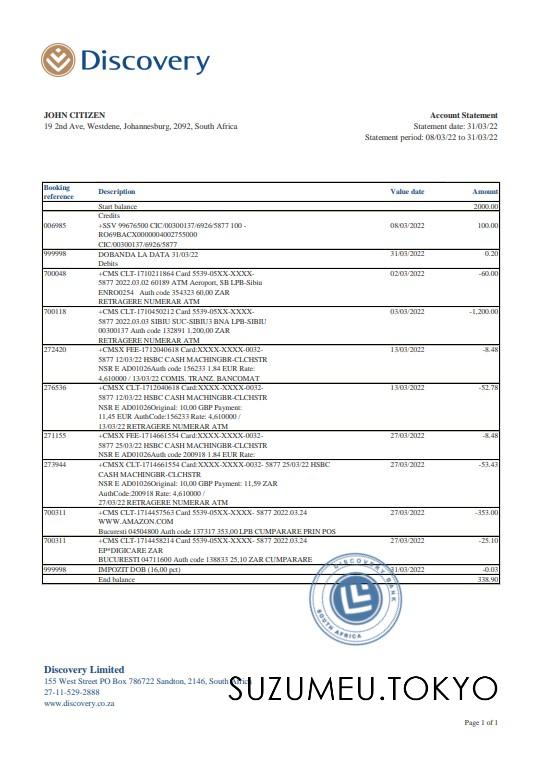 Discovery
JOHN CITIZEN
19 2nd Ave, Westdene, Johannesburg, 2092, South Africa
Account Statement
Statement date: 31/03/22
Statement period: 08/03/22 to 31/03/22
Booking reference Description Value date Amount
Start balance 2000.00
Credits
006985 +SSV 99676500 CIC/00300137/6926/5877 100 - 08/03/2022 100.00
RO69BACX0000004002755000
CIC/00300137/6926/5877
999998 DOBANDA LA DATA 31/03/22 31/03/2022 0.20
Debits
700048 +CMS CLT-1710211864 Card 5539-05XX-XXXX- 02/03/2022 -60.00
5877 2022.03.02 60189 ATM Aeroport, SB LPB-Sibiu
ENRO0254 Auth code 354323 60,00 ZAR
RETRAGERE NUMERAR ATM
700118 +CMS CLT-1710450212 Card 5539-05XX-XXXX- 03/03/2022 -1,200.00
5877 2022.03.03 SIBIU SUC-SIBIU3 BNA LPB-SIBIU
00300137 Auth code 132891 1.200,00 ZAR
RETRAGERE NUMERAR ATM
272420 +CMSX FEE-1712040618 Card:XXXX-XXXX-0032- 13/03/2022 -8.48
5877 12/03/2022 HSBC CASH MACHINGBR-CLCHSTR
NSR E AD01026Auth code 156233 1.84 EUR Rate:
4,610000 / 13/03/22 COMIS. TRANZ. BANCOMAT
276536 +CMSX CLT-1712040618 Card:XXXX-XXXX-0032- 13/03/2022 -52.78
5877 12/03/22 HSBC CASH MACHINGBR-CLCHSTR
NSR E AD01026Original: 10,00 GBP Payment:
11,45 EUR AuthCode:156233 Rate: 4,610000 /
13/03/22 RETRAGERE NUMERAR ATM
271155 +CMSX FEE-1714661554 Card:XXXX-XXXX-0032- 27/03/2022 -8.48
5877 25/03/22 HSBC CASH MACHINGBR-CLCHSTR
NSR E AD01026Auth code 200918 1.84 EUR Rate:
273944 +CMSX CLT-1714661554 Card:XXXX-XXXX-0032- 5877 25/03/22 HSBC 27/03/2022 -53.43
CASH MACHINGBR-CLCHSTR
NSR E AD01026Original: 10,00 GBP Payment: 11,59 ZAR
AuthCode:200918 Rate: 4,610000 /
27/03/22 RETRAGERE NUMERAR ATM
700311 +CMS CLT-1714457563 Card 5539-05XX-XXXX- 5877 2022.03.24 27/03/2022 -353.00
WWW.AMAZON.COM
Bucuresti 04504800 Auth code 137317 353,00 LPB CUMPARARE PRIN POS
700311 +CMS CLT-1714458214 Card 5539-05XX-XXXX- 5877 2022.03.24 27/03/2022 -25.10
EP*DIGICARE ZAR
BUCURESTI 04711600 Auth code 138833 25,10 ZAR CUMPARARE
999998 IMPOZIT DOB (16,00 pct) 31/03/2022 -0.03
End balance 338.90
DISCOVERY BANK
SOUTH AFRICA
Discovery Limited
155 West Street PO Box 786722 Sandton, 2146, South Africa
27-11-529-2888
www.discovery.co.za
SUZUMEU.TOKYO
Page 1 of 1